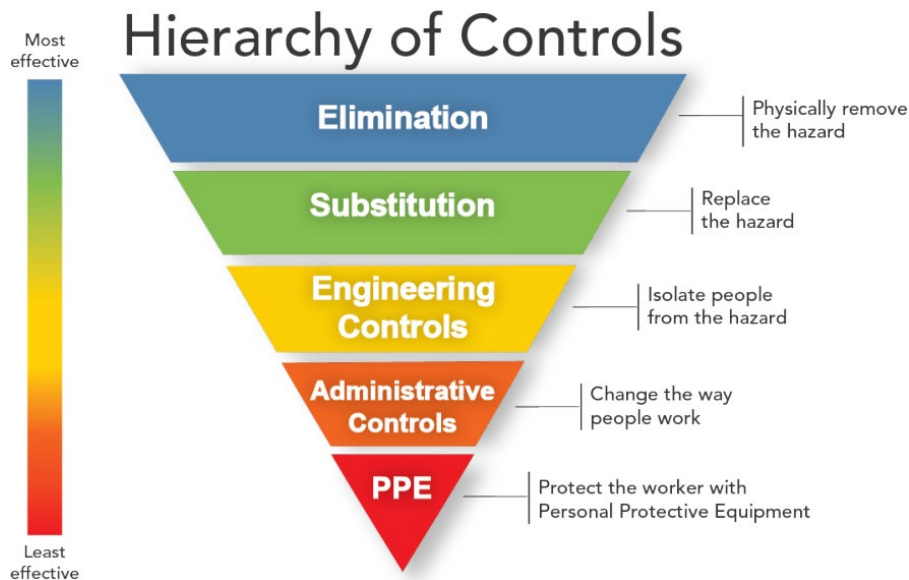 Hierarchy of Controls
Most
effective
Elimination
Physically remove
the hazard
Substitution
Replace
the hazard
Engineering
Controls
Isolate people
from the hazard
Administrative
Controls
Change the way
people work
PPE
Protect the worker with
Personal Protective Equipment
Least
effective